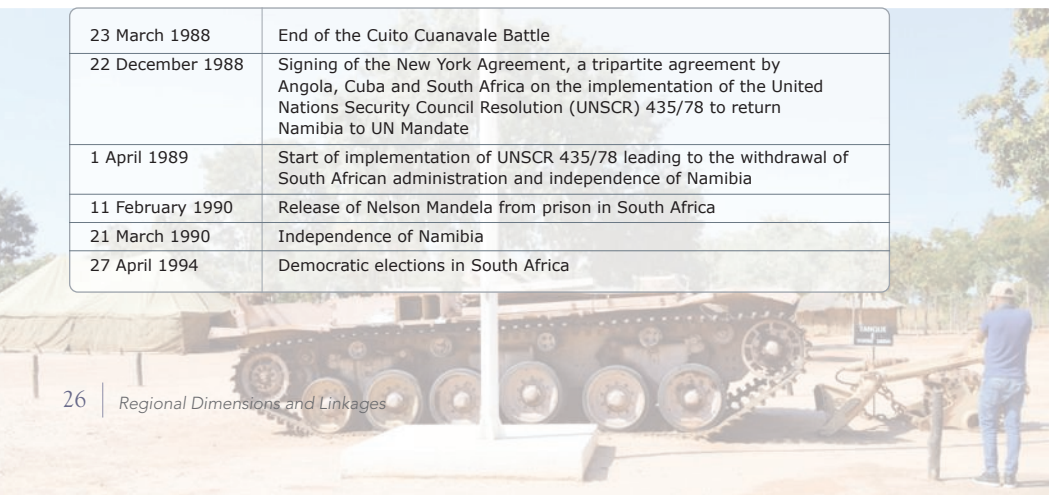 23 March 1988 End of the Cuito Cuanavale Battle
22 December 1988 Signing of the New York Agreement, a tripartite agreement by
Angola, Cuba and South Africa on the implementation of the United
Nations Security Council Resolution (UNSCR) 435/78 to return
Namibia to UN Mandate
1 April 1989 Start of implementation of UNSCR 435/78 leading to the withdrawal of
South African administration and independence of Namibia
11 February 1990 Release of Nelson Mandela from prison in South Africa
21 March 1990 Independence of Namibia
27 April 1994 Democratic elections in South Africa
TANQUE
26 Regional Dimensions and Linkages